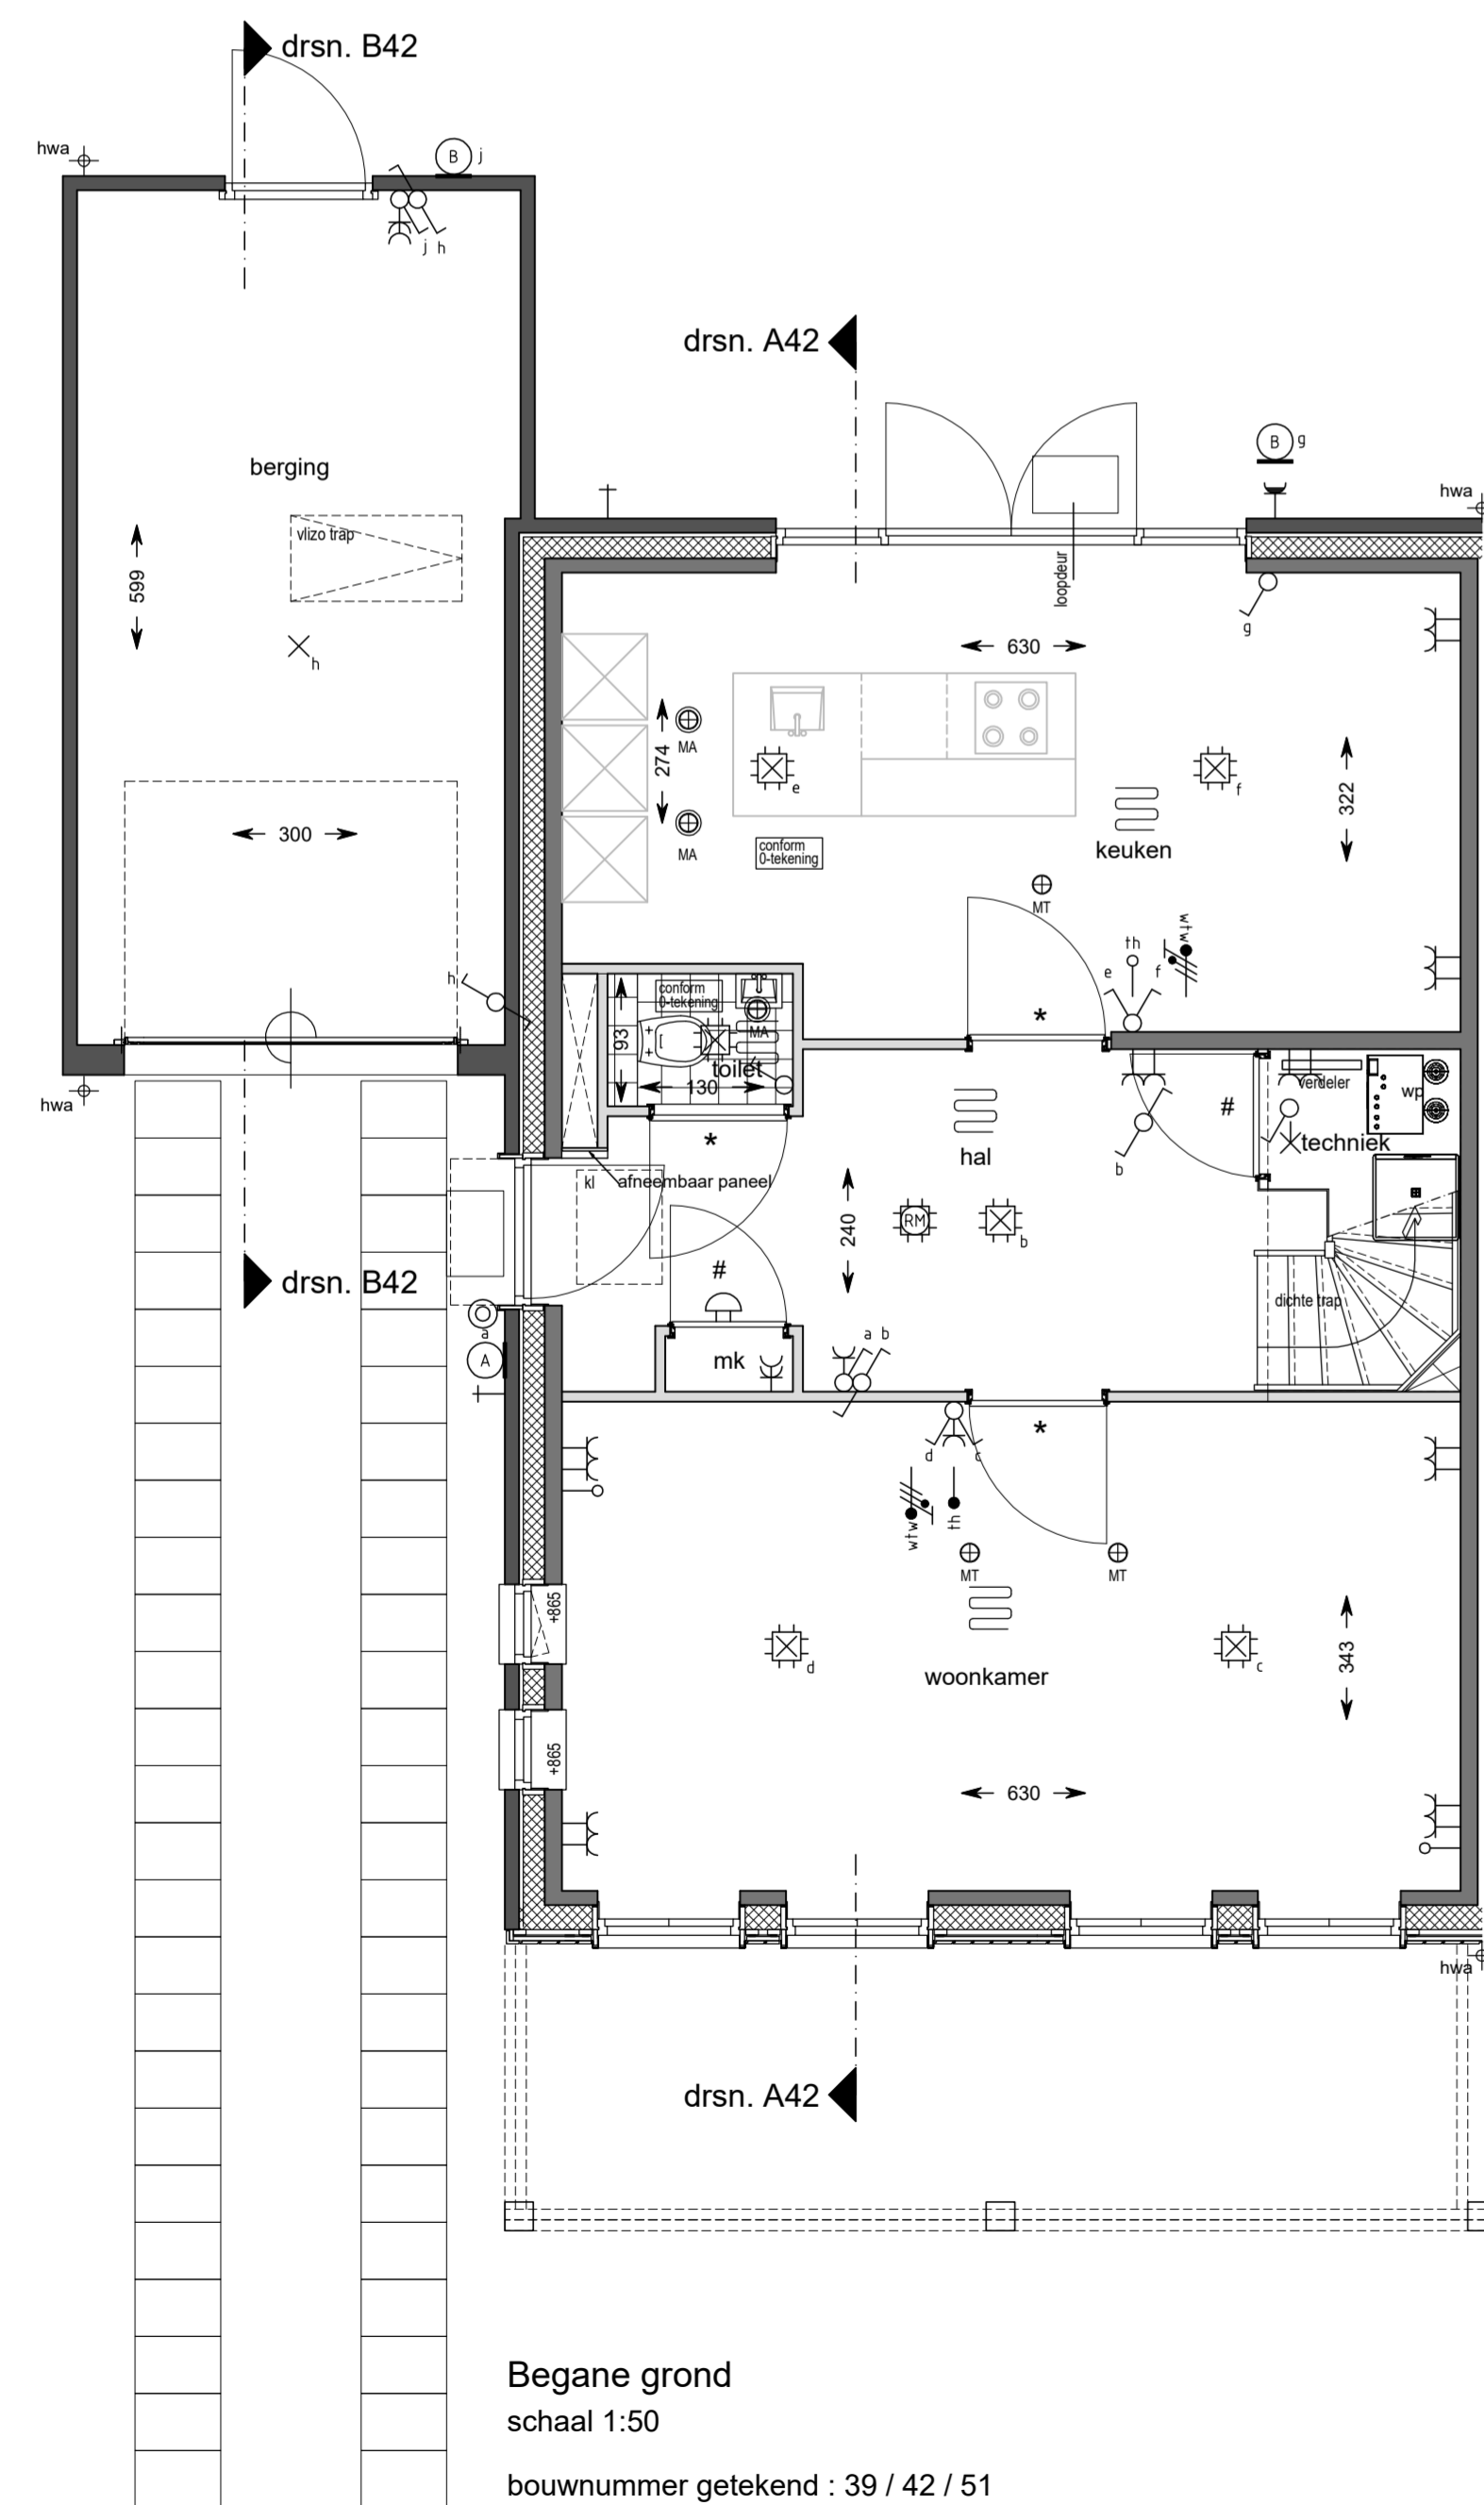 drsn. B42
hwa
B j
j h
drsn. A42
B g
hwa
berging
vlizo trap
599
h
loopdeur
g
630
MA
274
e
f
322
300
MA
conform
0-tekening
keuken
MT
wtw
th
e f
h
conform
0-tekening
*
93
MA
toilet
130
verdeler
wp
#
hwa
*
hal
techniek
b
kl
afneembaar paneel
240
RM
b
#
drsn. B42
dichte trap
a
A
mk
a b
*
d c
wtw
th
MT
MT
+865
d
c
343
woonkamer
+865
630
hwa
drsn. A42
Begane grond
schaal 1:50
bouwnummer getekend : 39 / 42 / 51